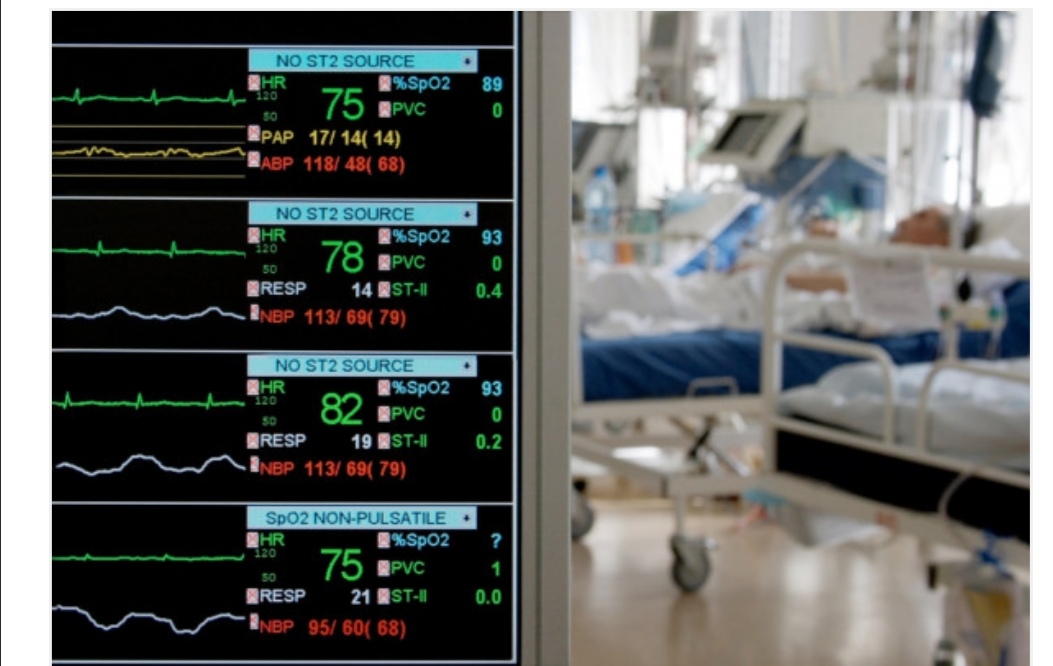 NO ST2 SOURCE
HR %SpO2 89
120 75 PVC 0
50
PAP 17/ 14( 14)
ABP 118/ 48( 68)
NO ST2 SOURCE
HR %SpO2 93
120 78 PVC 0
50
RESP 14 ST-II 0.4
NBP 113/ 69( 79)
NO ST2 SOURCE
HR %SpO2 93
120 82 PVC 0
50
RESP 19 ST-II 0.2
NBP 113/ 69( 79)
SpO2 NON-PULSATILE
HR %SpO2 ?
120 75 PVC 1
50
RESP 21 ST-II 0.0
NBP 95/ 60( 68)